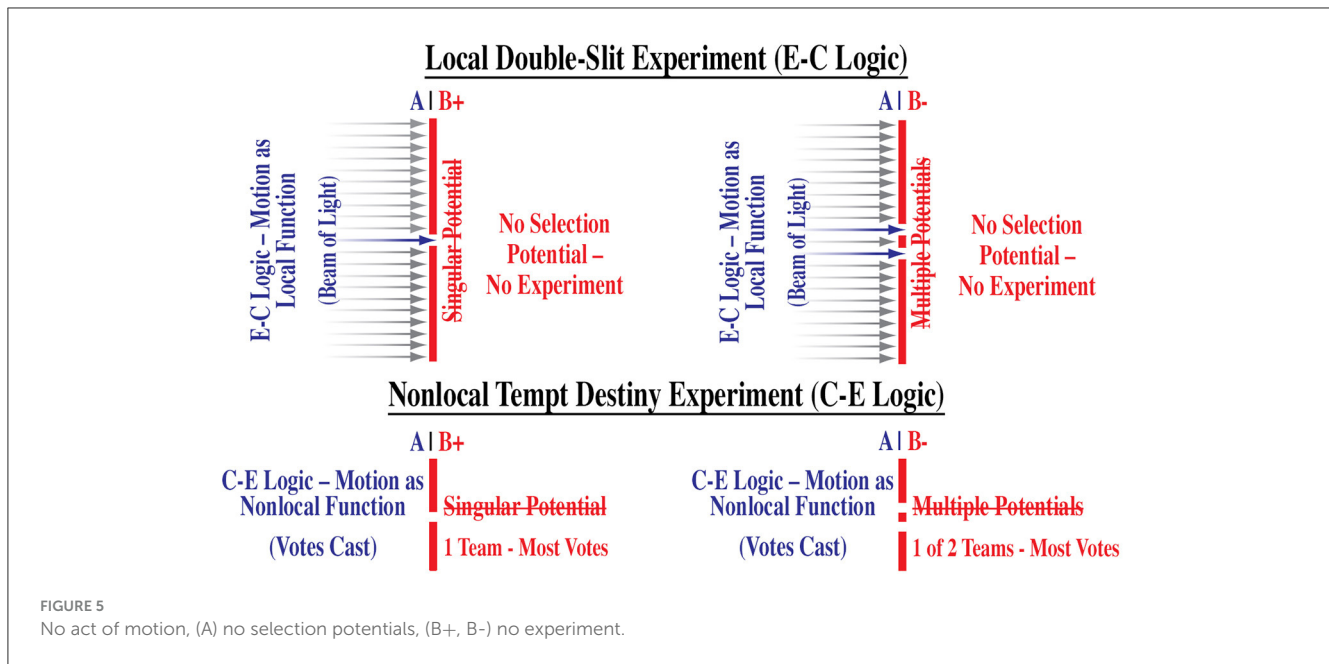 Local Double-Slit Experiment (E-C Logic)
A | B+
E-C Logic – Motion as
Local Function
(Beam of Light)
Singular Potential
No Selection
Potential –
No Experiment
A | B-
E-C Logic – Motion as
Local Function
(Beam of Light)
Multiple Potentials
No Selection
Potential –
No Experiment
Nonlocal Tempt Destiny Experiment (C-E Logic)
A | B+
C-E Logic – Motion as
Nonlocal Function
(Votes Cast)
Singular Potential
1 Team - Most Votes
A | B-
C-E Logic – Motion as
Nonlocal Function
(Votes Cast)
Multiple Potentials
1 of 2 Teams - Most Votes
FIGURE 5
No act of motion, (A) no selection potentials, (B+, B-) no experiment.